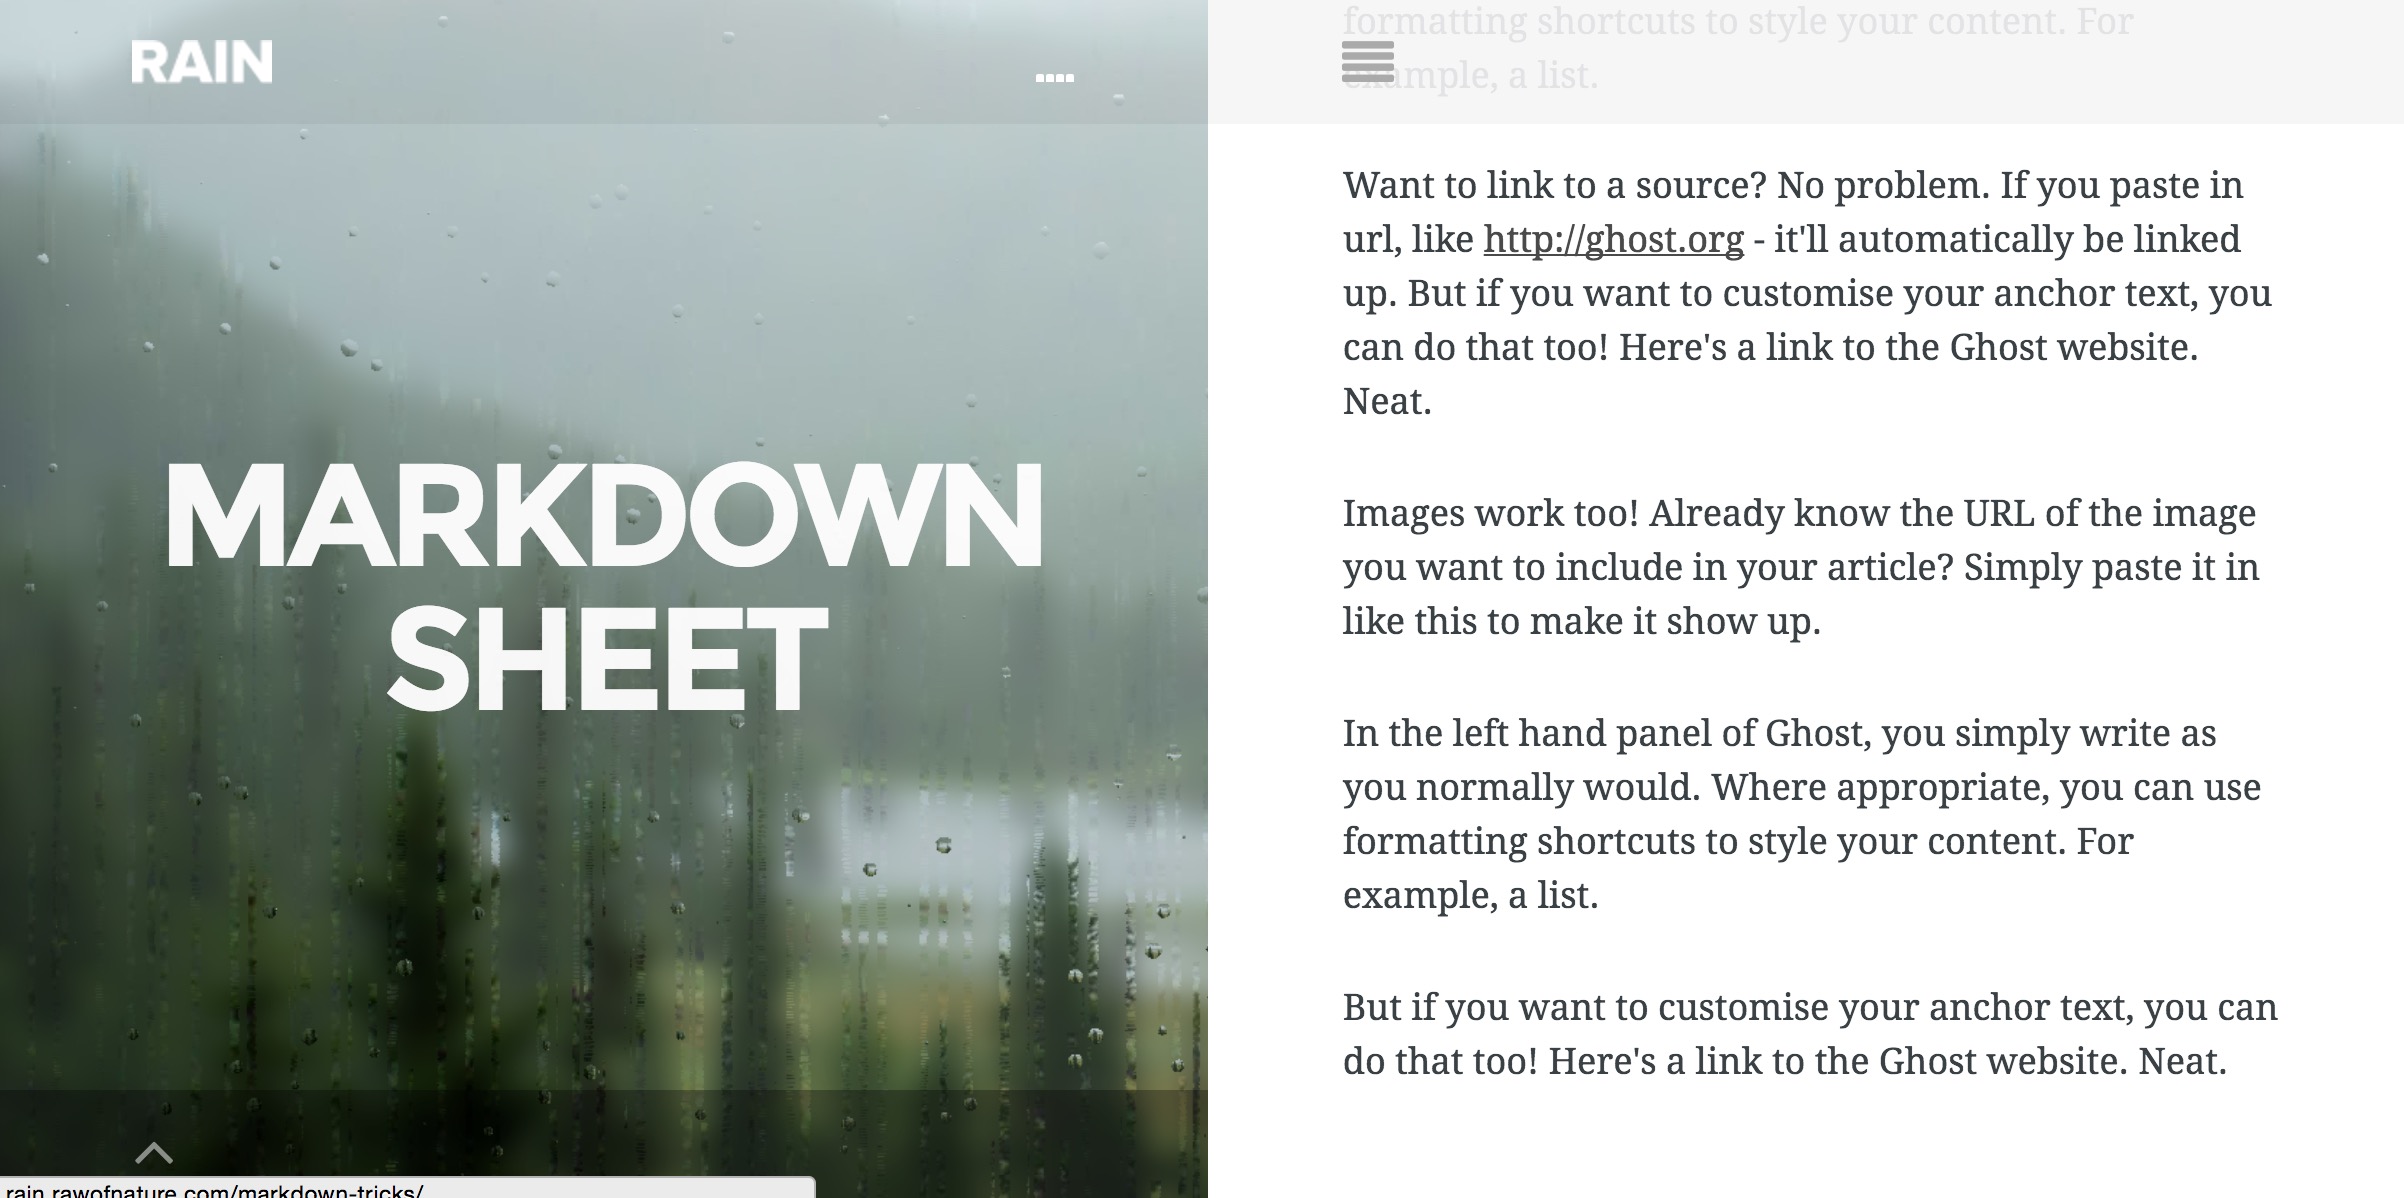 RAIN
MARKDOWN
SHEET
rain.rawofnature.com/markdown-tricks/
formatting shortcuts to style your content. For
example, a list.
Want to link to a source? No problem. If you paste in
url, like http://ghost.org - it'll automatically be linked
up. But if you want to customise your anchor text, you
can do that too! Here's a link to the Ghost website.
Neat.
Images work too! Already know the URL of the image
you want to include in your article? Simply paste it in
like this to make it show up.
In the left hand panel of Ghost, you simply write as
you normally would. Where appropriate, you can use
formatting shortcuts to style your content. For
example, a list.
But if you want to customise your anchor text, you can
do that too! Here's a link to the Ghost website. Neat.